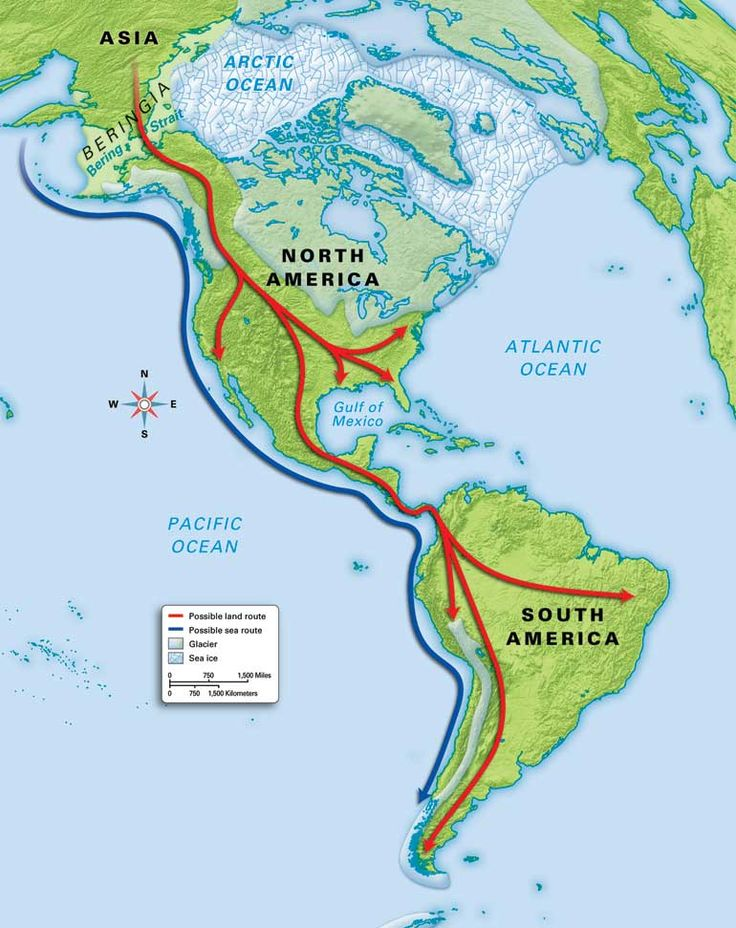 ASIA
ARCTIC
OCEAN
BERINGIA
Bering Strait
NORTH
AMERICA
ATLANTIC
OCEAN
N
W E
S
Gulf of
Mexico
PACIFIC
OCEAN
SOUTH
AMERICA
Possible land route
Possible sea route
Glacier
Sea ice
0 750 1,500 Miles
0 750 1,500 Kilometers